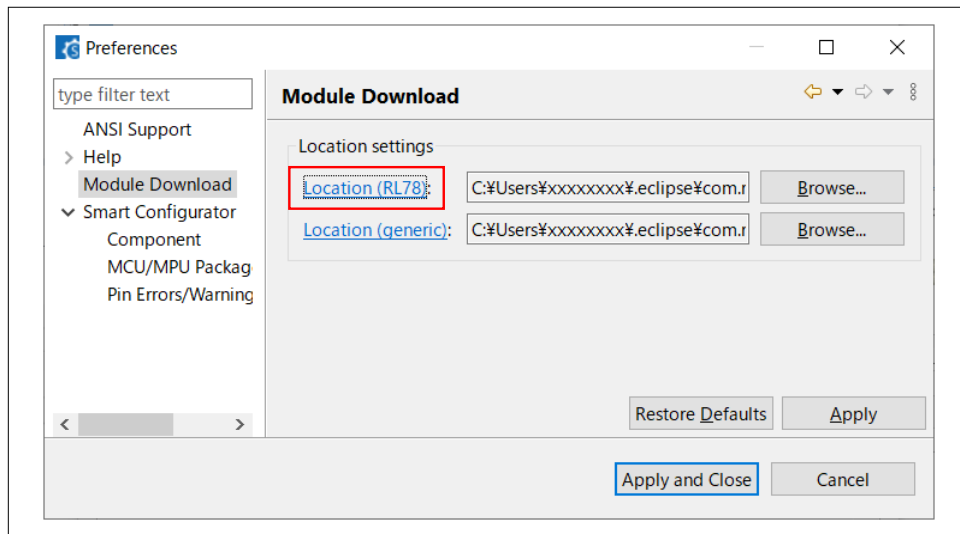 Preferences
type filter text
Module Download
ANSI Support
Help
Module Download
Smart Configurator
Component
MCU/MPU Packag
Pin Errors/Warning
Location settings
Location (RL78): C:¥Users¥xxxxxxxx¥.eclipse¥com.r Browse...
Location (generic): C:¥Users¥xxxxxxxx¥.eclipse¥com.r Browse...
Restore Defaults Apply
Apply and Close Cancel